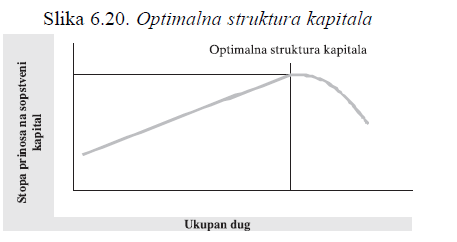 Slika 6.20. Optimalna struktura kapitala
Optimalna struktura kapitala
Stopa prinosa na sopstveni
kapital
Ukupan dug